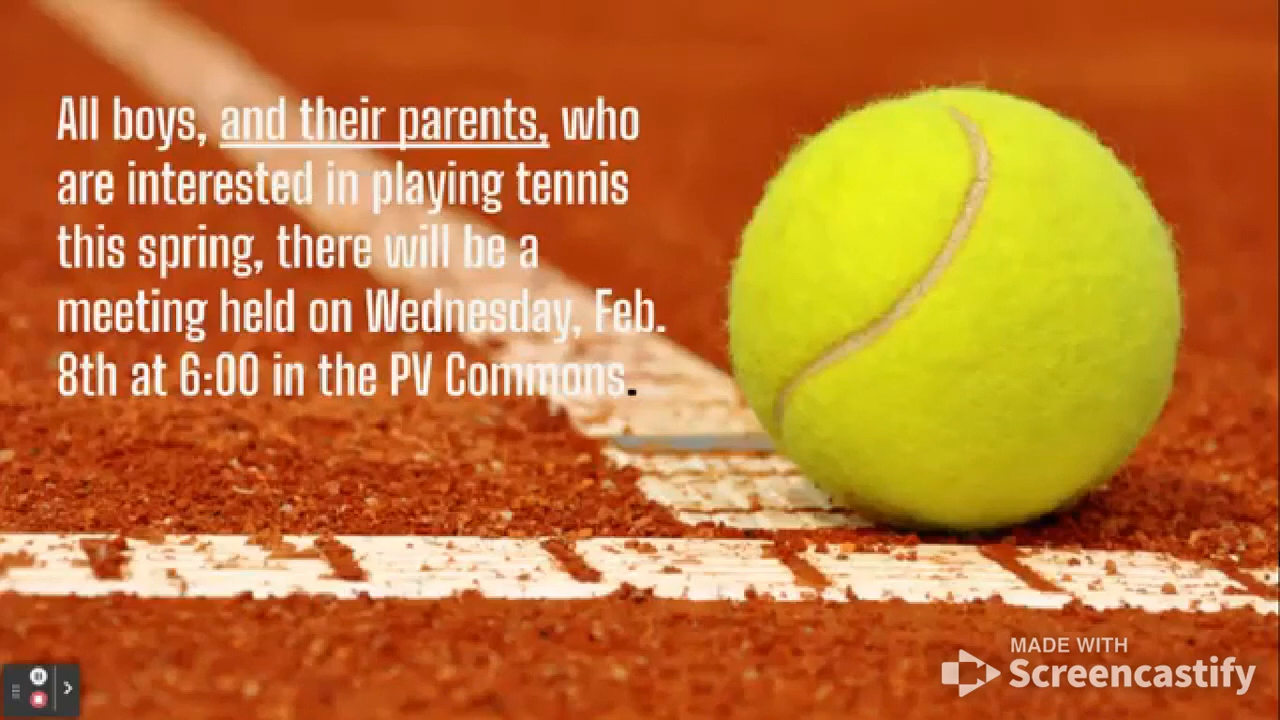 All boys, and their parents, who
are interested in playing tennis
this spring, there will be a
meeting held on Wednesday, Feb.
8th at 6:00 in the PV Commons.
MADE WITH
Screencastify